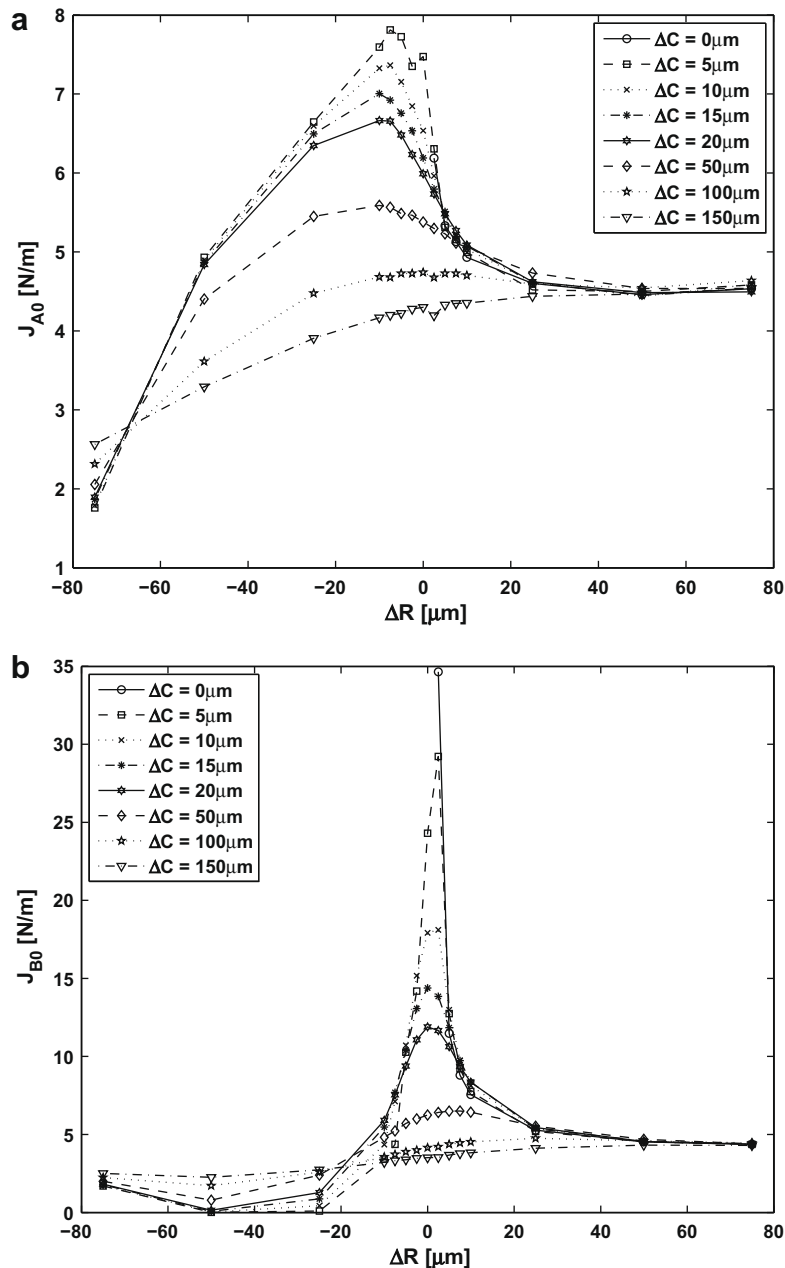 a
8
7
6
5
4
3
2
1
J_A0 [N/m]
ΔC = 0μm
ΔC = 5μm
ΔC = 10μm
ΔC = 15μm
ΔC = 20μm
ΔC = 50μm
ΔC = 100μm
ΔC = 150μm
−80 −60 −40 −20 0 20 40 60 80
ΔR [μm]
b
35
30
25
20
15
10
5
0
J_B0 [N/m]
ΔC = 0μm
ΔC = 5μm
ΔC = 10μm
ΔC = 15μm
ΔC = 20μm
ΔC = 50μm
ΔC = 100μm
ΔC = 150μm
−80 −60 −40 −20 0 20 40 60 80
ΔR [μm]